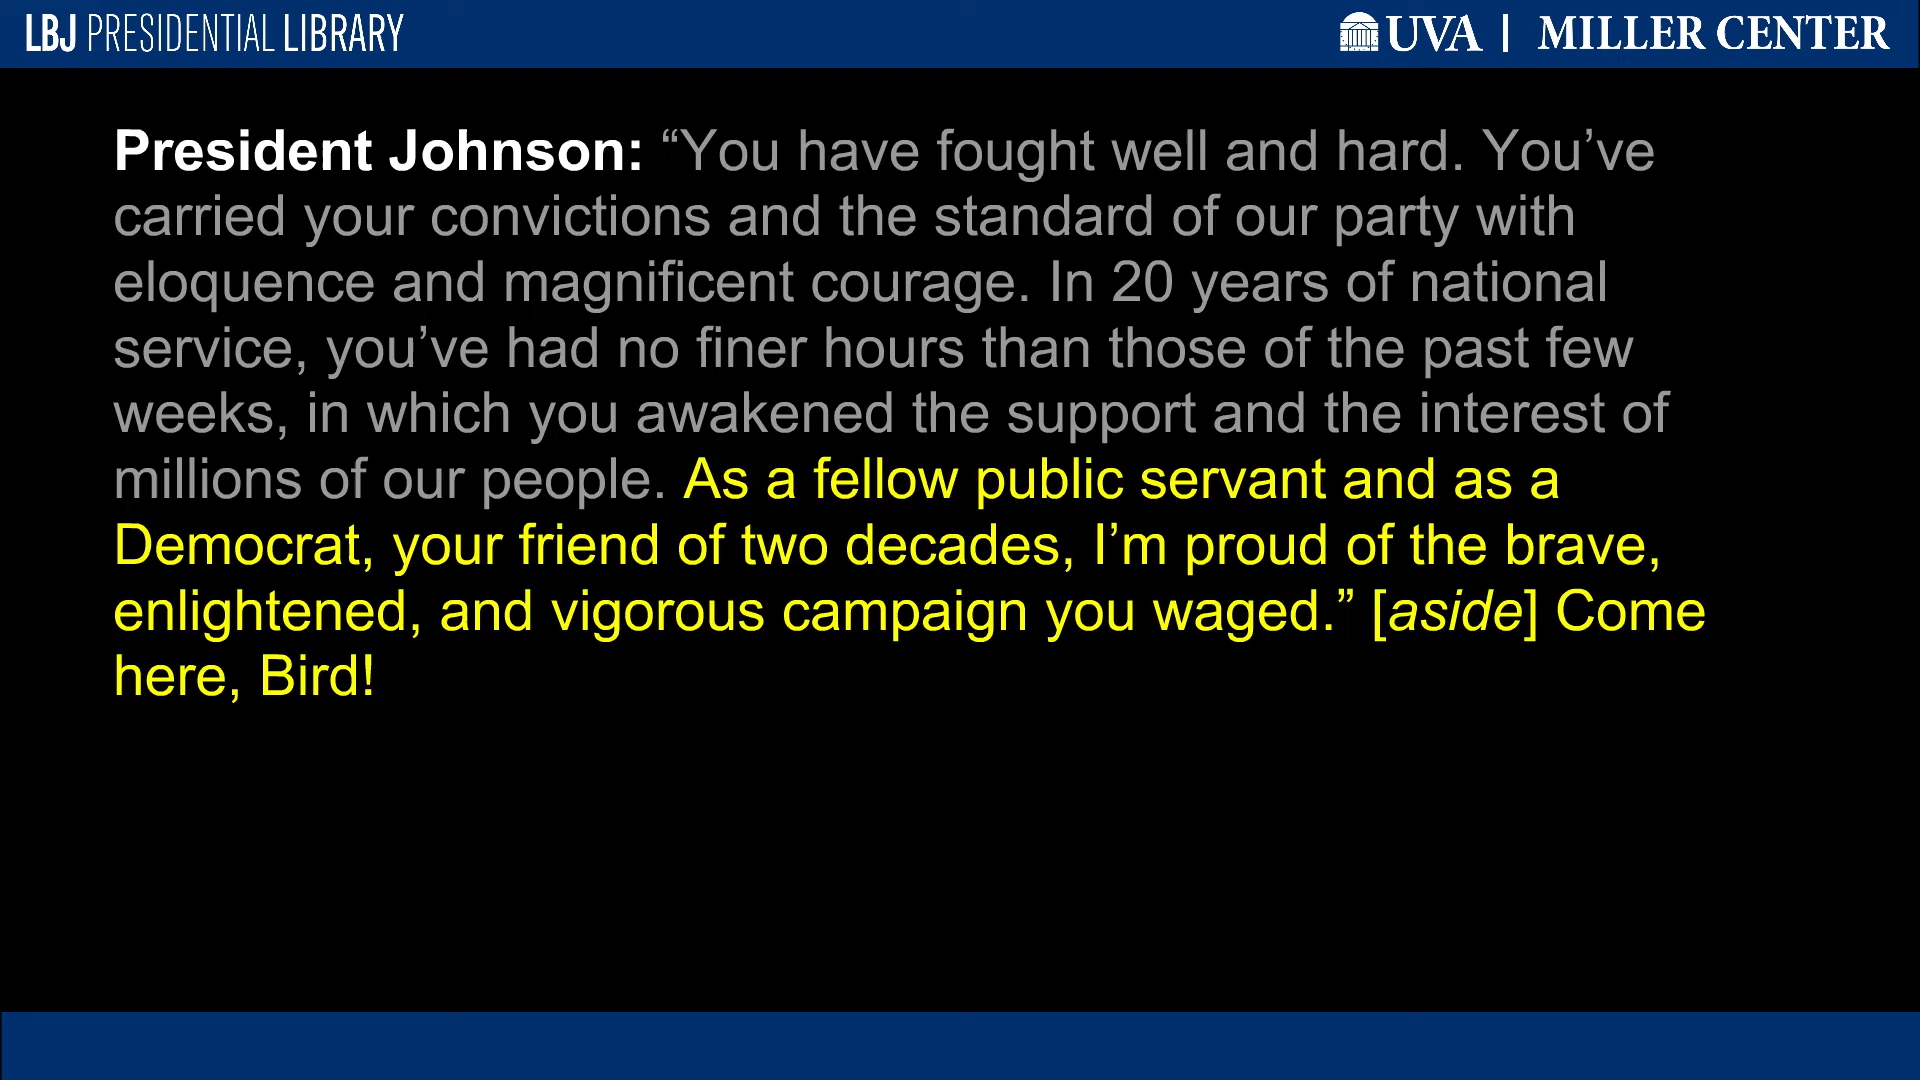 LBJ PRESIDENTIAL LIBRARY
UVA | MILLER CENTER
President Johnson: “You have fought well and hard. You’ve
carried your convictions and the standard of our party with
eloquence and magnificent courage. In 20 years of national
service, you’ve had no finer hours than those of the past few
weeks, in which you awakened the support and the interest of
millions of our people. As a fellow public servant and as a
Democrat, your friend of two decades, I’m proud of the brave,
enlightened, and vigorous campaign you waged.” [aside] Come
here, Bird!